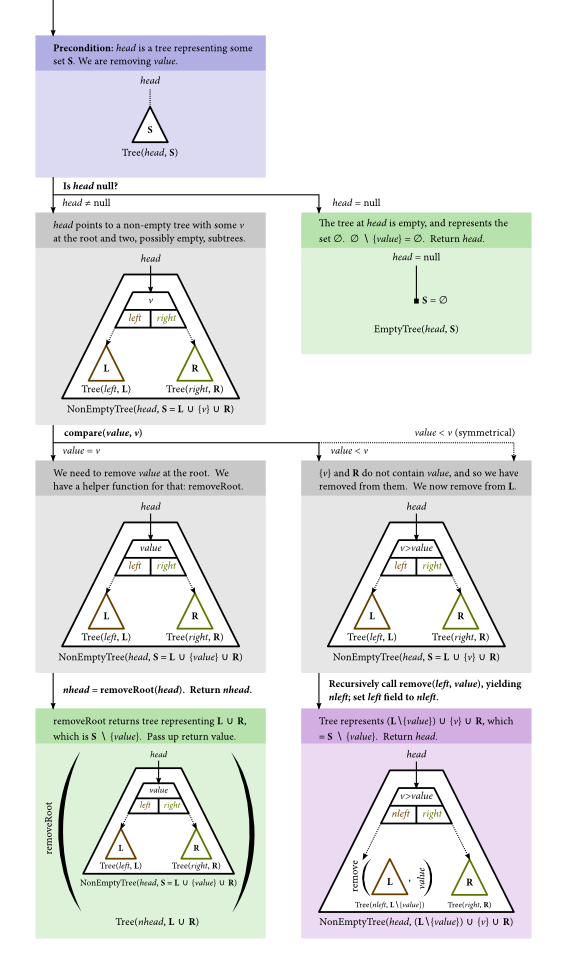 Precondition: head is a tree representing some
set S. We are removing value.
head
S
Tree(head, S)
Is head null?
head ≠ null
head = null
head points to a non-empty tree with some v
at the root and two, possibly empty, subtrees.
head
v
left right
L R
Tree(left, L) Tree(right, R)
NonEmptyTree(head, S = L ∪ {v} ∪ R)
The tree at head is empty, and represents the
set ∅. ∅ \ {value} = ∅. Return head.
head = null
S = ∅
EmptyTree(head, S)
compare(value, v)
value = v
value < v
value < v (symmetrical)
We need to remove value at the root. We
have a helper function for that: removeRoot.
head
value
left right
L R
Tree(left, L) Tree(right, R)
NonEmptyTree(head, S = L ∪ {value} ∪ R)
{v} and R do not contain value, and so we have
removed from them. We now remove from L.
head
v>value
left right
L R
Tree(left, L) Tree(right, R)
NonEmptyTree(head, S = L ∪ {v} ∪ R)
nhead = removeRoot(head). Return nhead.
Recursively call remove(left, value), yielding
nleft; set left field to nleft.
removeRoot returns tree representing L ∪ R,
which is S \ {value}. Pass up return value.
removeRoot
head
value
left right
L R
Tree(left, L) Tree(right, R)
NonEmptyTree(head, S = L ∪ {value} ∪ R)
Tree(nhead, L ∪ R)
Tree represents (L\{value}) ∪ {v} ∪ R, which
= S \ {value}. Return head.
head
v>value
nleft right
remove ( L , value ) R
Tree(nleft, L\{value}) Tree(right, R)
NonEmptyTree(head, (L\{value}) ∪ {v} ∪ R)